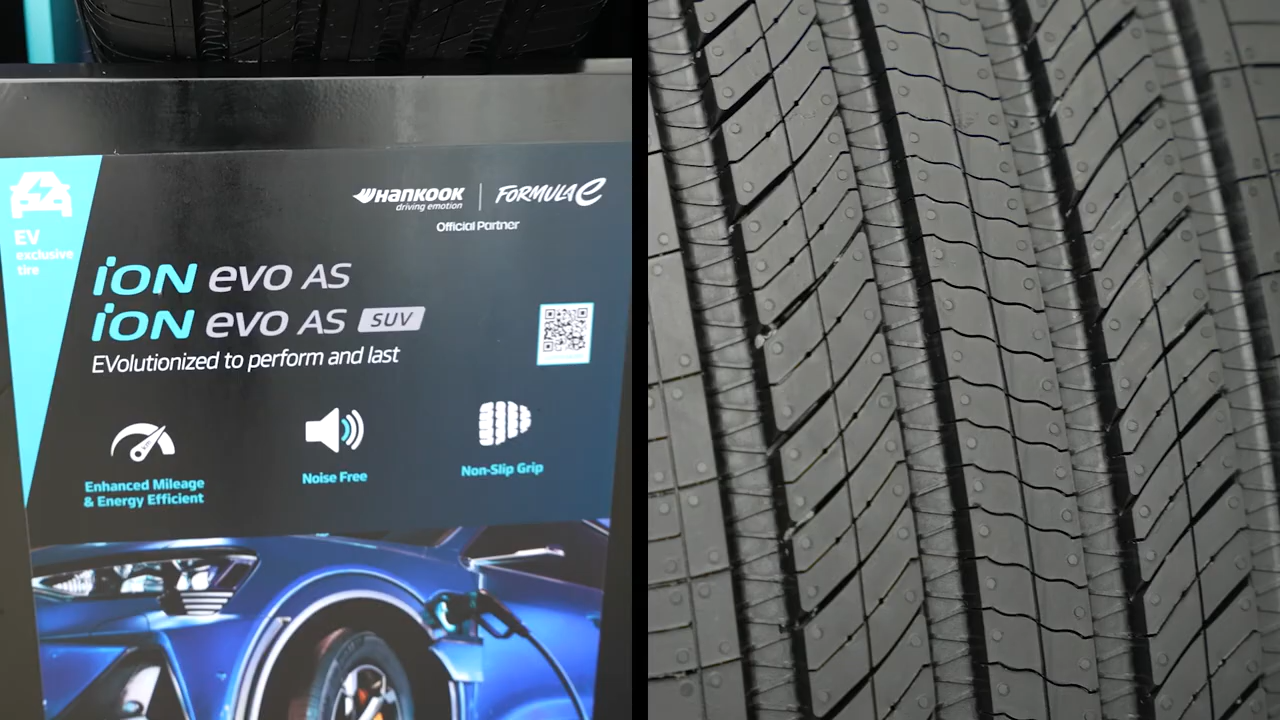 HANKOOK
driving emotion
FORMULA E
Official Partner
EV
exclusive
tire
iON evo AS
iON evo AS SUV
EVolutionized to perform and last
Enhanced Mileage
& Energy Efficient
Noise Free
Non-Slip Grip